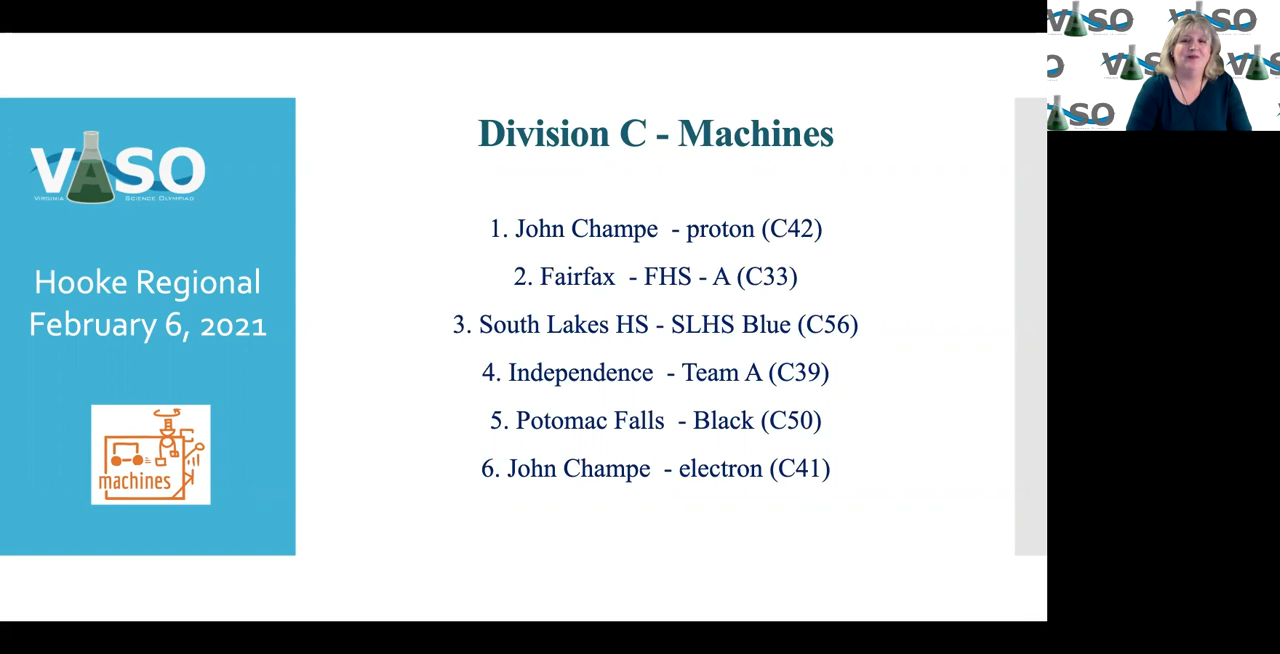 VASO
VIRGINIA SCIENCE OLYMPIAD
Hooke Regional
February 6, 2021
machines
Division C - Machines
1. John Champe - proton (C42)
2. Fairfax - FHS - A (C33)
3. South Lakes HS - SLHS Blue (C56)
4. Independence - Team A (C39)
5. Potomac Falls - Black (C50)
6. John Champe - electron (C41)
VASO VASO
O VASO VASO
VASO